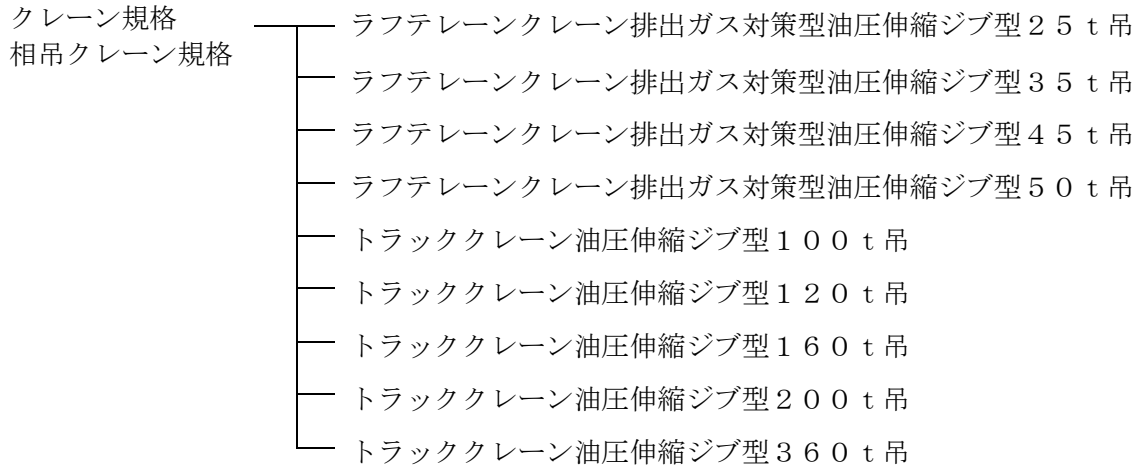 クレーン規格
相吊クレーン規格
ラフテレーンクレーン排出ガス対策型油圧伸縮ジブ型２５ｔ吊
ラフテレーンクレーン排出ガス対策型油圧伸縮ジブ型３５ｔ吊
ラフテレーンクレーン排出ガス対策型油圧伸縮ジブ型４５ｔ吊
ラフテレーンクレーン排出ガス対策型油圧伸縮ジブ型５０ｔ吊
トラッククレーン油圧伸縮ジブ型１００ｔ吊
トラッククレーン油圧伸縮ジブ型１２０ｔ吊
トラッククレーン油圧伸縮ジブ型１６０ｔ吊
トラッククレーン油圧伸縮ジブ型２００ｔ吊
トラッククレーン油圧伸縮ジブ型３６０ｔ吊